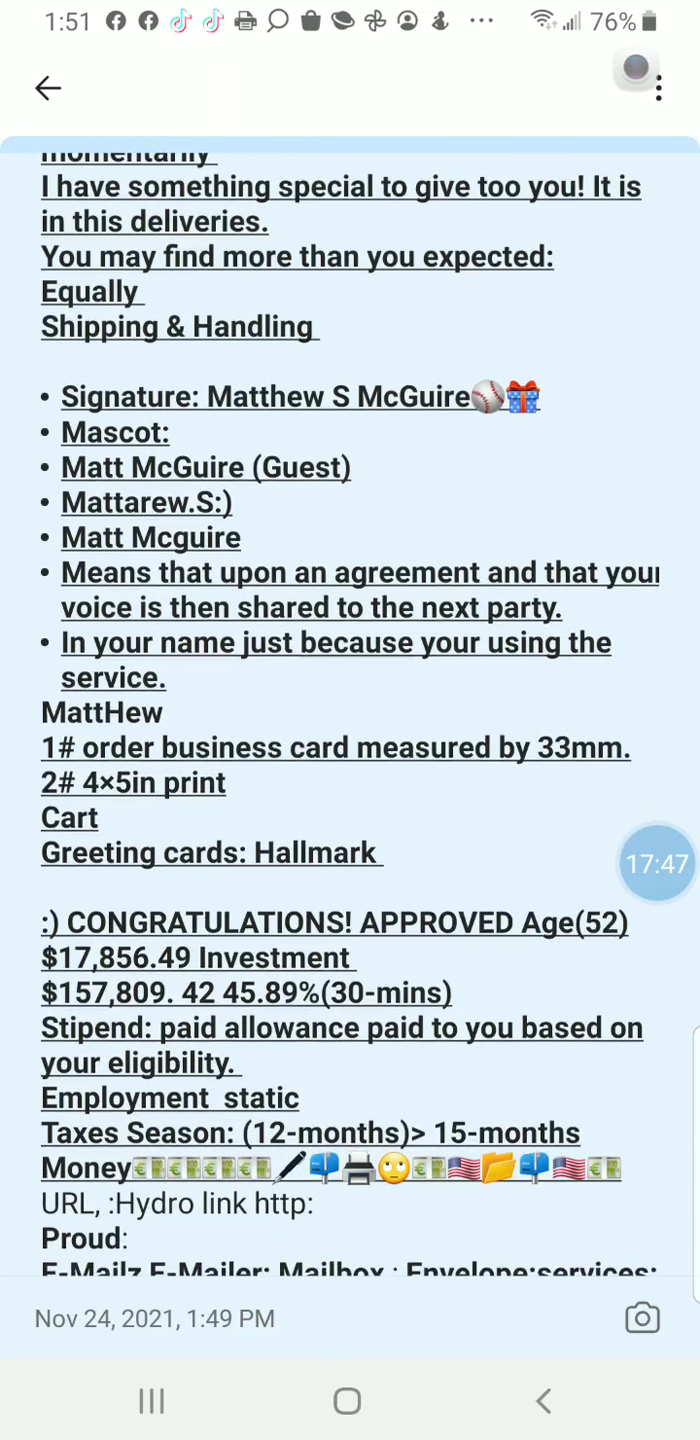 1:51 76%
momentarily
I have something special to give too you! It is
in this deliveries.
You may find more than you expected:
Equally
Shipping & Handling
• Signature: Matthew S McGuire⚾🎁
• Mascot:
• Matt McGuire (Guest)
• Mattarew.S:)
• Matt Mcguire
• Means that upon an agreement and that your
voice is then shared to the next party.
• In your name just because your using the
service.
MattHew
1# order business card measured by 33mm.
2# 4×5in print
Cart
Greeting cards: Hallmark
17:47
:) CONGRATULATIONS! APPROVED Age(52)
$17,856.49 Investment
$157,809. 42 45.89%(30-mins)
Stipend: paid allowance paid to you based on
your eligibility.
Employment  static
Taxes Season: (12-months)> 15-months
Money💶💶💶💶🖊📫🖨🙄💶🇺🇸📂📫🇺🇸💶
URL, :Hydro link http:
Proud:
E-Mailz E-Mailer: Mailbox : Envelope:services:
Nov 24, 2021, 1:49 PM